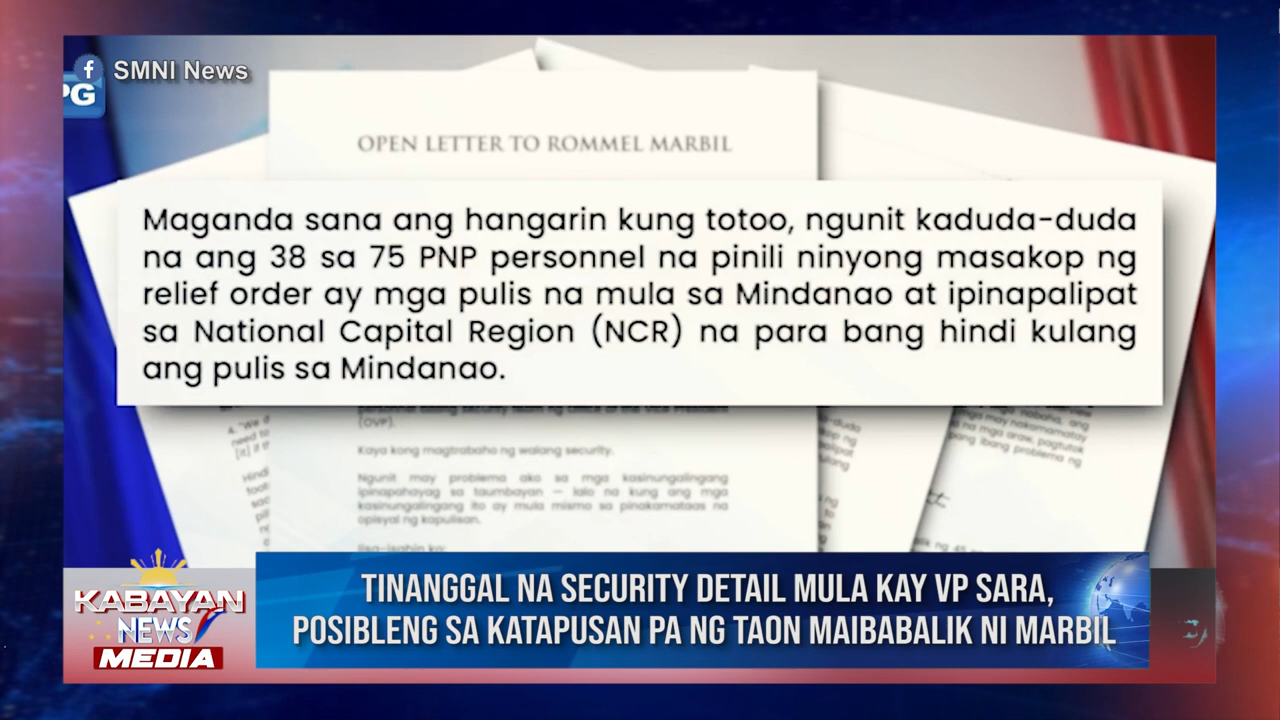 SMNI News
PG
OPEN LETTER TO ROMMEL MARBIL
Maganda sana ang hangarin kung totoo, ngunit kaduda-duda
na ang 38 sa 75 PNP personnel na pinili ninyong masakop ng
relief order ay mga pulis na mula sa Mindanao at ipinapalipat
sa National Capital Region (NCR) na para bang hindi kulang
ang pulis sa Mindanao.
(OVP).
Kaya kong magtrabaho ng walang security.
Ngunit may problema ako sa mga kasinungalingang
ipinapahayag sa taumbayan — lalo na kung ang mga
kasinungalingang ito ay mula mismo sa pinakamataas na
opisyal ng kapulisan.
Iisa-isahin ko:
KABAYAN
NEWS
MEDIA
TINANGGAL NA SECURITY DETAIL MULA KAY VP SARA,
POSIBLENG SA KATAPUSAN PA NG TAON MAIBABALIK NI MARBIL